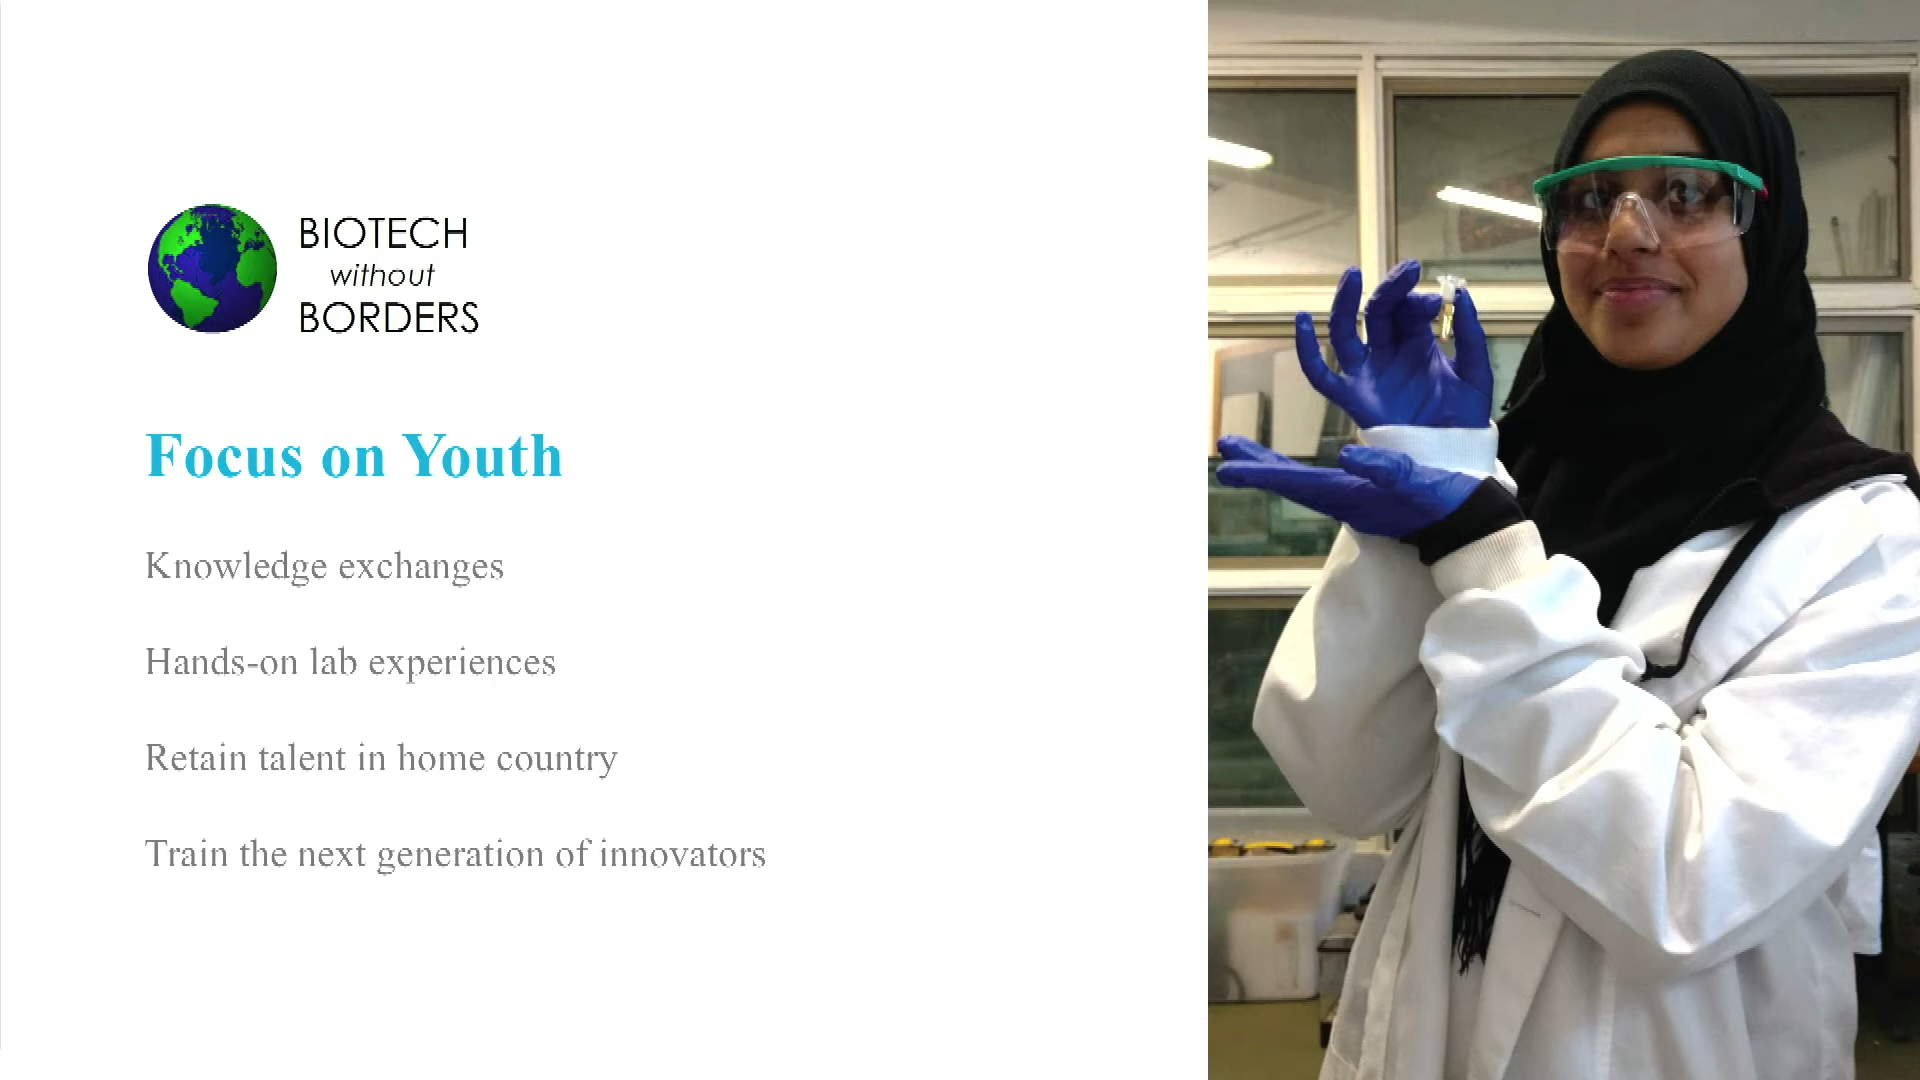 BIOTECH
without
BORDERS
Focus on Youth
Knowledge exchanges
Hands-on lab experiences
Retain talent in home country
Train the next generation of innovators